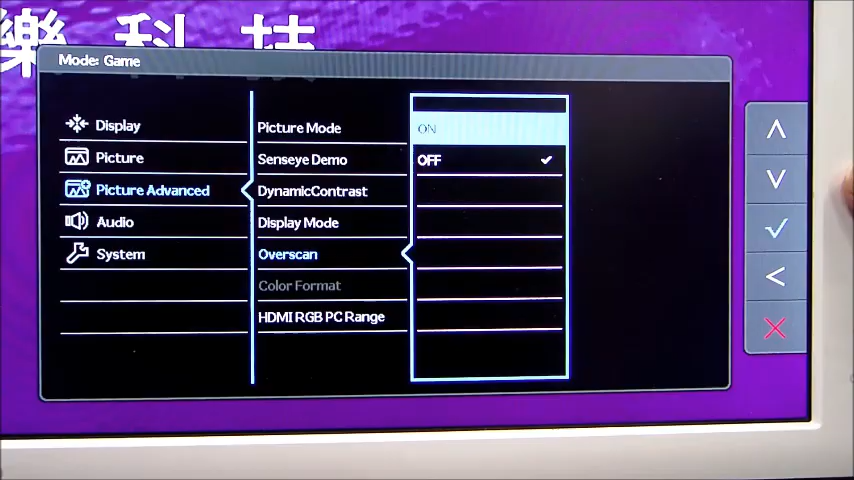 樂 科技
Mode: Game
Display
Picture
Picture Advanced
Audio
System
Picture Mode
Senseye Demo
DynamicContrast
Display Mode
Overscan
Color Format
HDMI RGB PC Range
ON
OFF